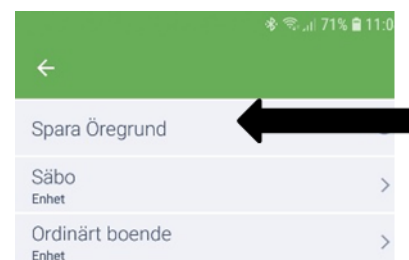 71% 11:0
Spara Öregrund
Säbo
Enhet
Ordinärt boende
Enhet